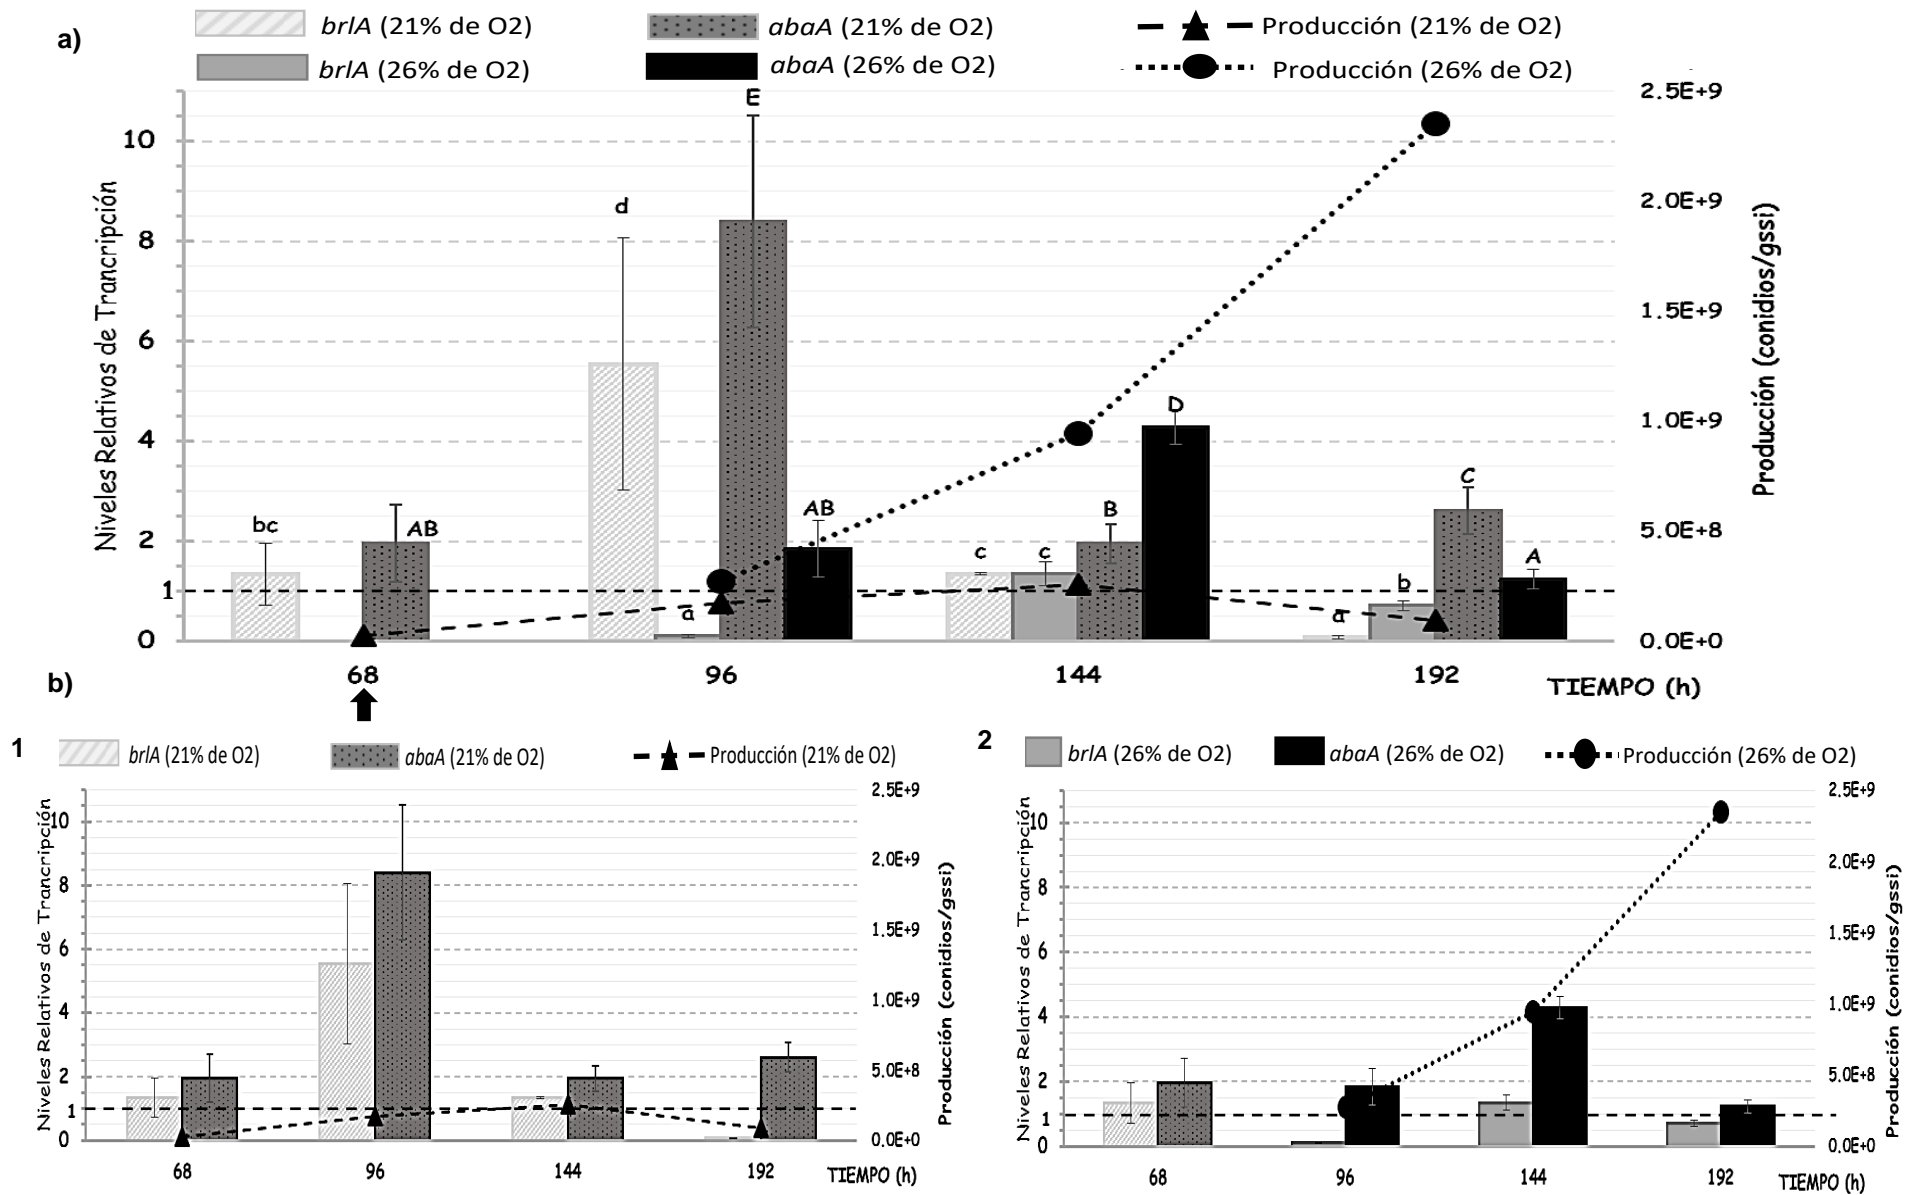 a)
brlA (21% de O2) abaA (21% de O2) Producción (21% de O2)
brlA (26% de O2) abaA (26% de O2) Producción (26% de O2)
Niveles Relativos de Trancripción
10
8
6
4
2
1
0
bc
AB
d
a
E
AB
c
c
B
D
a
b
C
A
2.5E+9
2.0E+9
1.5E+9
1.0E+9
5.0E+8
0.0E+0
Producción (conidios/gssi)
68 96 144 192 TIEMPO (h)
b)
1
brlA (21% de O2) abaA (21% de O2) Producción (21% de O2)
Niveles Relativos de Trancripción
10
8
6
4
2
1
0
2.5E+9
2.0E+9
1.5E+9
1.0E+9
5.0E+8
0.0E+0
Producción (conidios/gssi)
68 96 144 192 TIEMPO (h)
2
brlA (26% de O2) abaA (26% de O2) Producción (26% de O2)
Niveles Relativos de Trancripción
10
8
6
4
2
1
0
2.5E+9
2.0E+9
1.5E+9
1.0E+9
5.0E+8
0.0E+0
Producción (conidios/gssi)
68 96 144 192 TIEMPO (h)